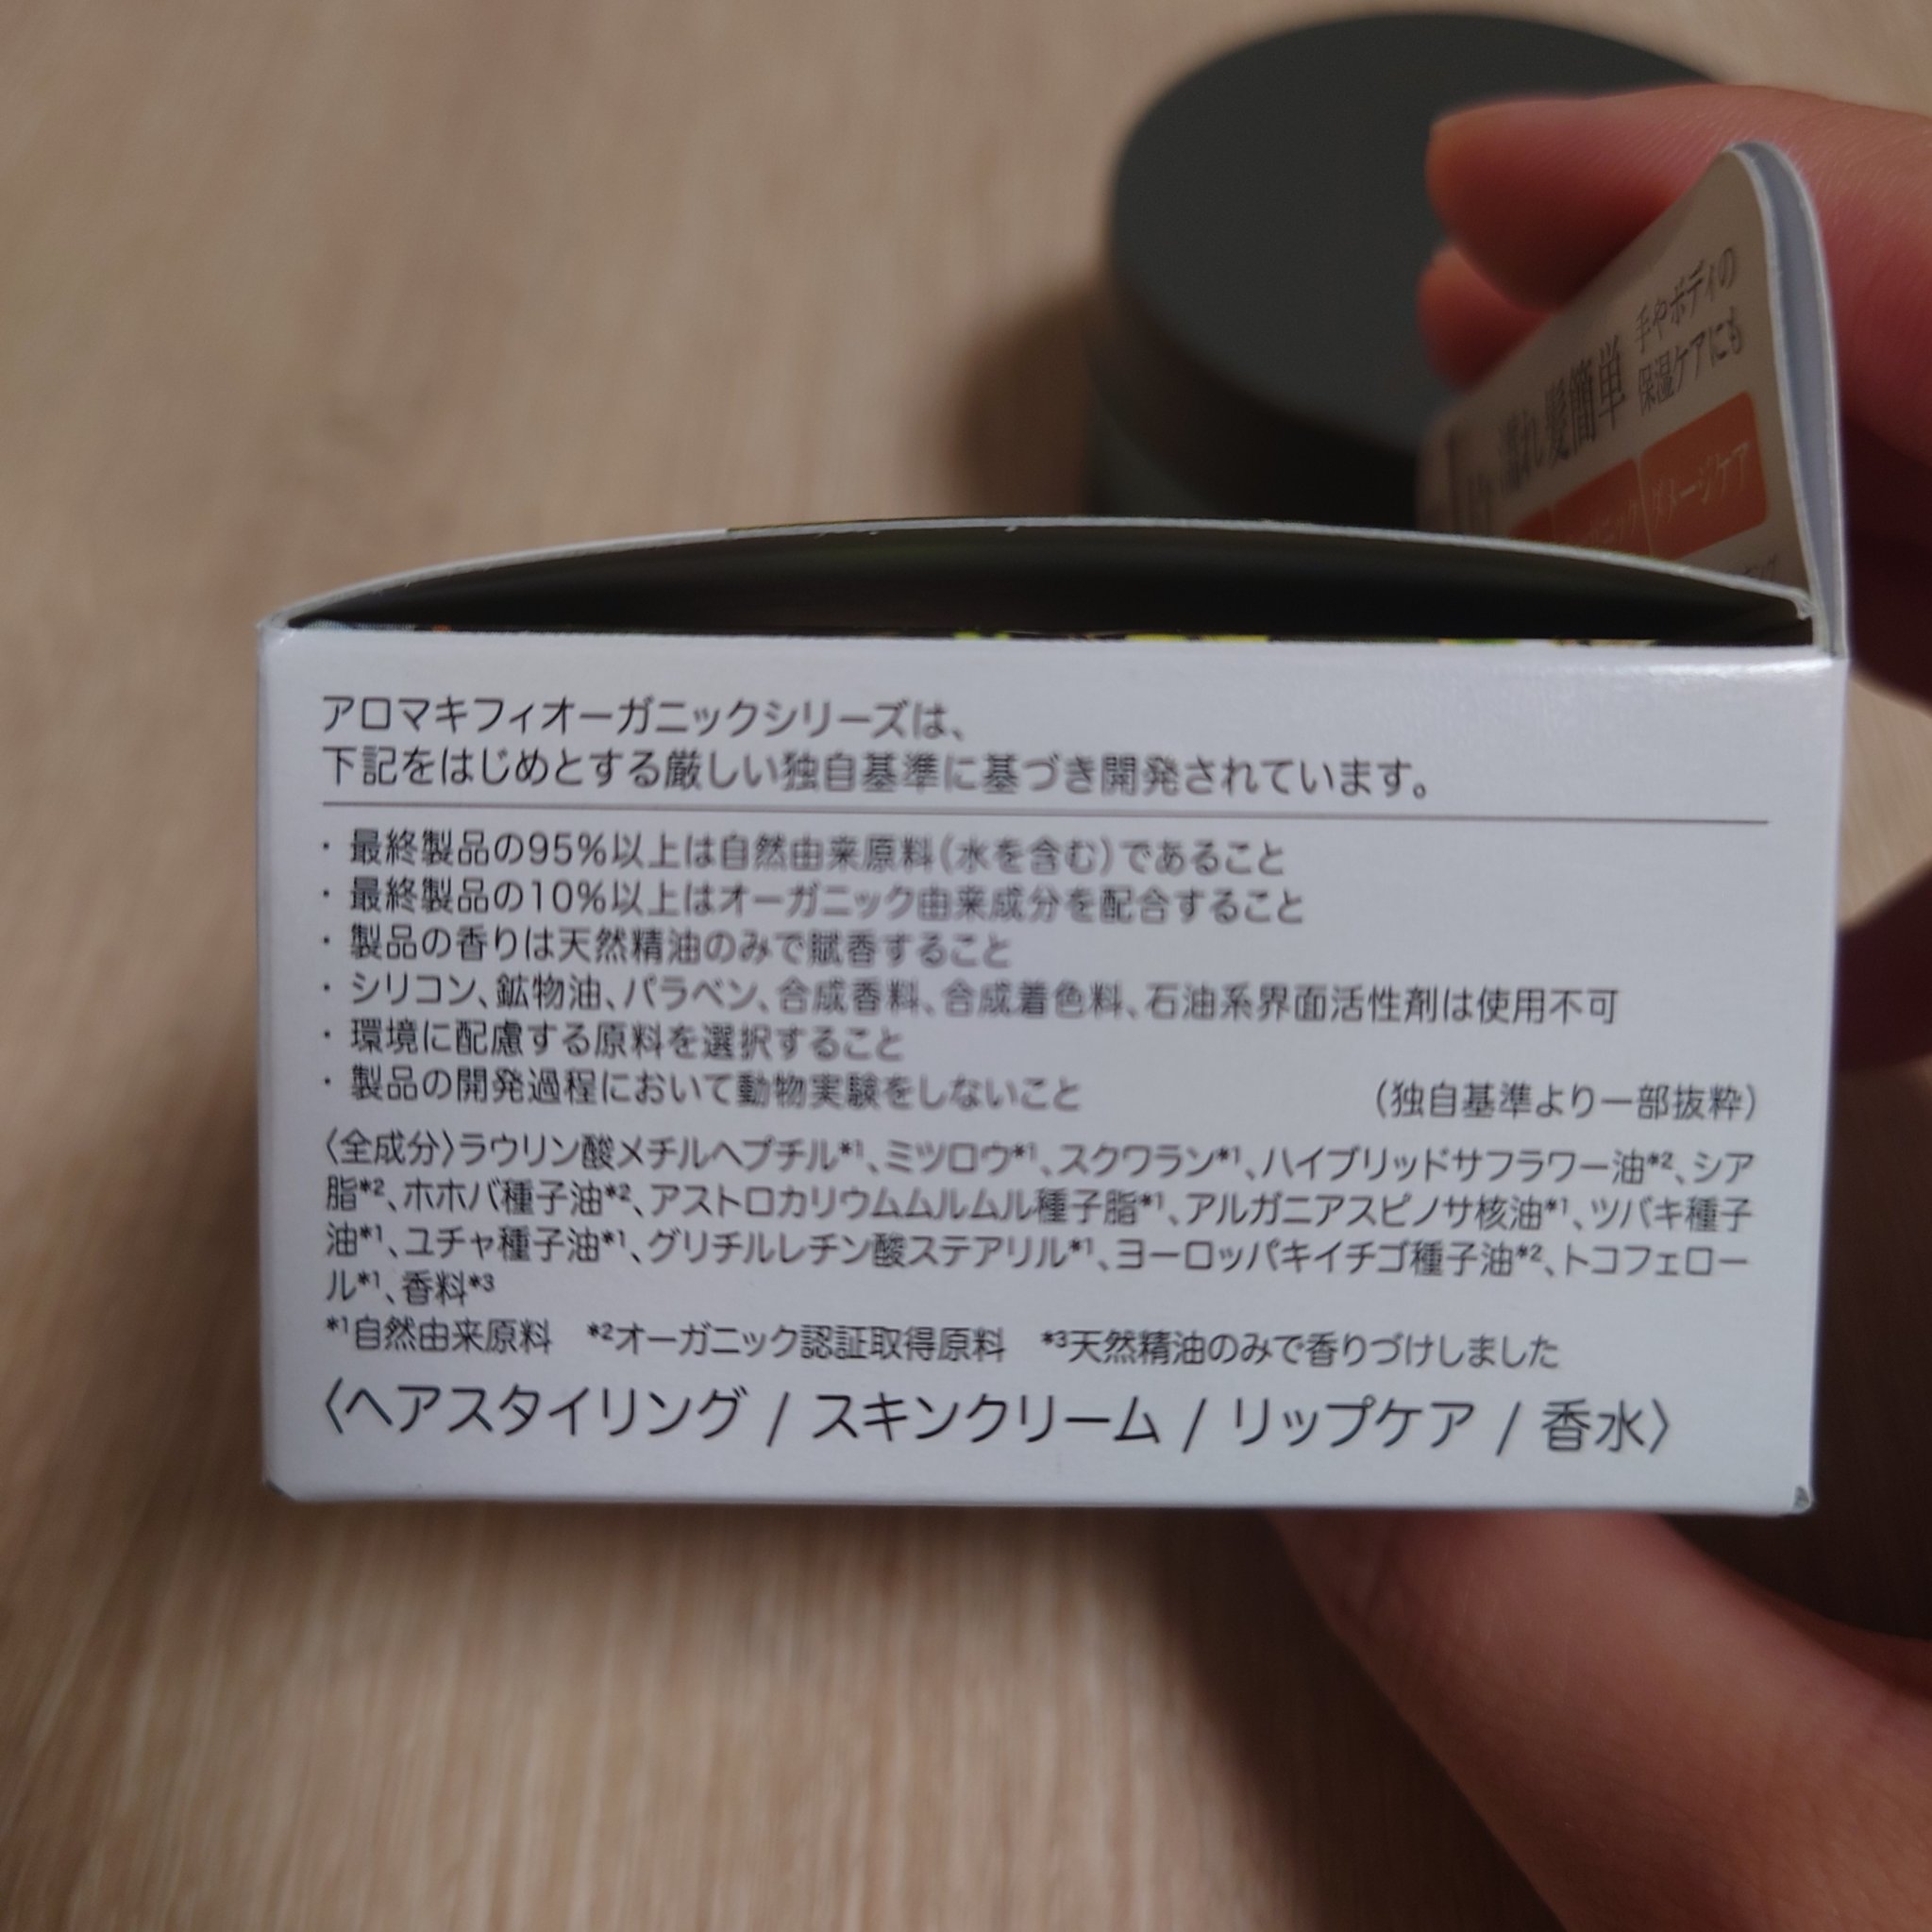 手やボディの
濡れ髪簡単 保湿ケアにも
ダメージケア
アロマキフィオーガニックシリーズは、
下記をはじめとする厳しい独自基準に基づき開発されています。
・最終製品の95%以上は自然由来原料(水を含む)であること
・最終製品の10%以上はオーガニック由来成分を配合すること
・製品の香りは天然精油のみで賦香すること
・シリコン、鉱物油、パラベン、合成香料、合成着色料、石油系界面活性剤は使用不可
・環境に配慮する原料を選択すること
・製品の開発過程において動物実験をしないこと (独自基準より一部抜粋)
〈全成分〉ラウリン酸メチルヘプチル*1、ミツロウ*1、スクワラン*1、ハイブリッドサフラワー油*2、シア
脂*2、ホホバ種子油*2、アストロカリウムムルムル種子脂*1、アルガニアスピノサ核油*1、ツバキ種子
油*1、ユチャ種子油*1、グリチルレチン酸ステアリル*1、ヨーロッパキイチゴ種子油*2、トコフェロー
ル*1、香料*3
*1自然由来原料 *2オーガニック認証取得原料 *3天然精油のみで香りづけしました
〈ヘアスタイリング / スキンクリーム / リップケア / 香水〉